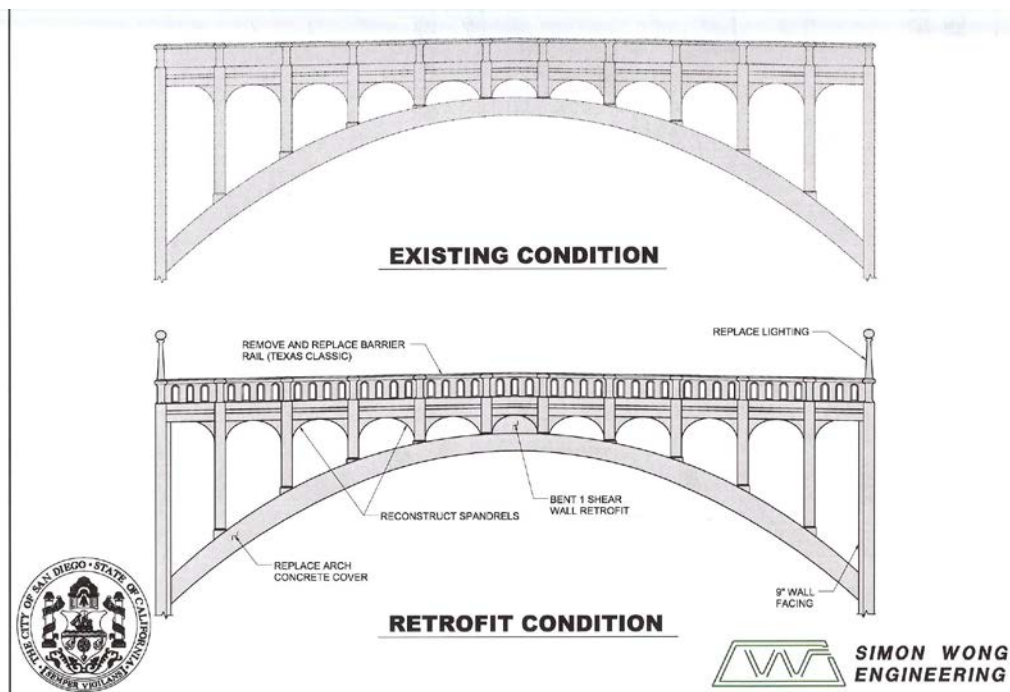 EXISTING CONDITION
REPLACE LIGHTING
REMOVE AND REPLACE BARRIER
RAIL (TEXAS CLASSIC)
BENT 1 SHEAR
WALL RETROFIT
RECONSTRUCT SPANDRELS
REPLACE ARCH
CONCRETE COVER
9" WALL
FACING
RETROFIT CONDITION
THE CITY OF SAN DIEGO • STATE OF CALIFORNIA
SEMPER VIGILANS
SIMON WONG
ENGINEERING